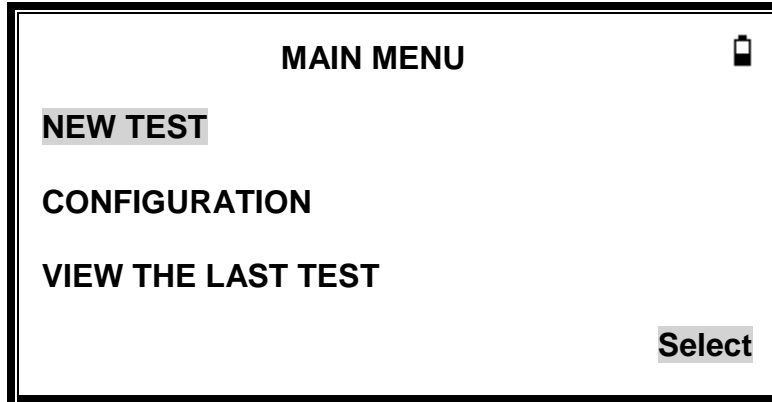 MAIN MENU
NEW TEST
CONFIGURATION
VIEW THE LAST TEST
Select